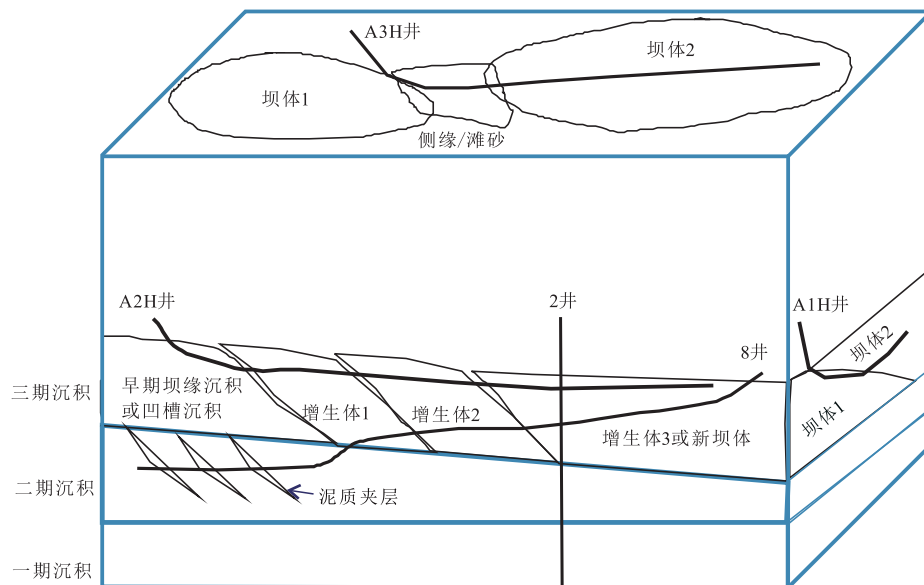 A3H井
坝体2
坝体1
侧缘/滩砂
A2H井
2井
A1H井
8井
坝体2
三期沉积
早期坝缘沉积
或凹槽沉积
增生体1
增生体2
增生体3或新坝体
坝体1
二期沉积
泥质夹层
一期沉积